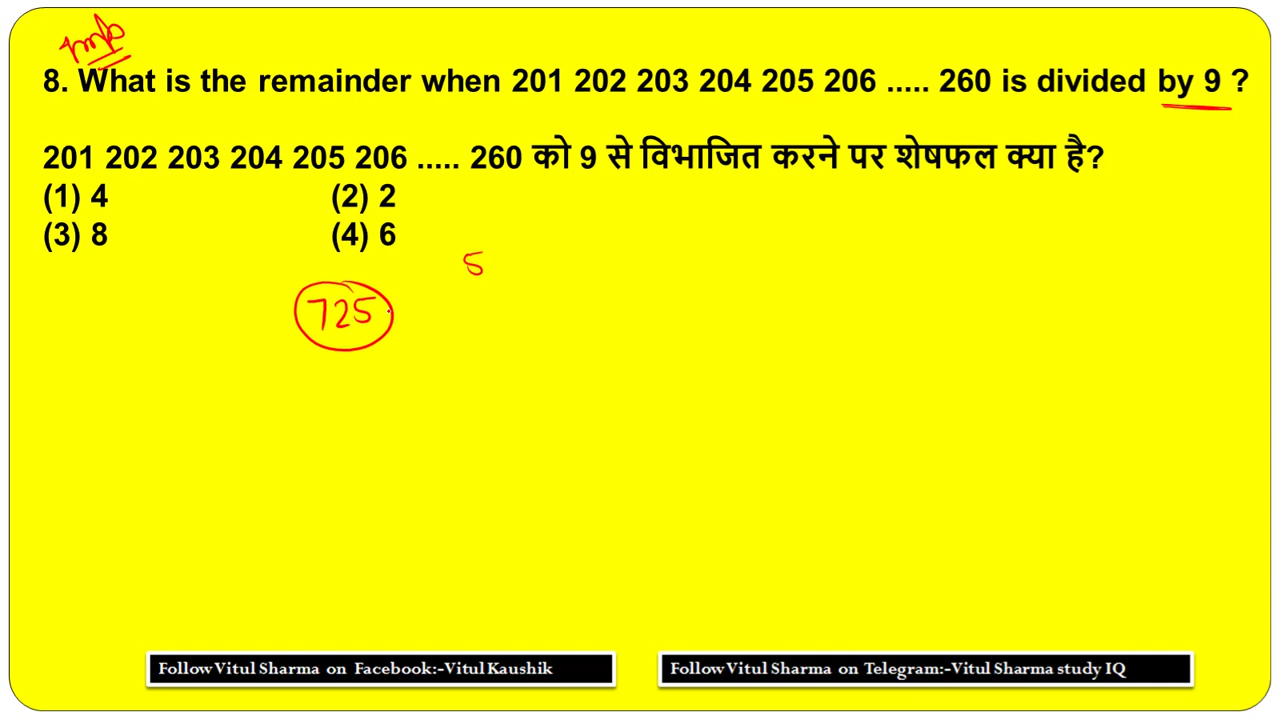 Imp
8. What is the remainder when 201 202 203 204 205 206 ..... 260 is divided by 9 ?
201 202 203 204 205 206 ..... 260 को 9 से विभाजित करने पर शेषफल क्या है?
(1) 4 (2) 2
(3) 8 (4) 6
5
725
Follow Vitul Sharma on Facebook:-Vitul Kaushik Follow Vitul Sharma on Telegram:-Vitul Sharma study IQ